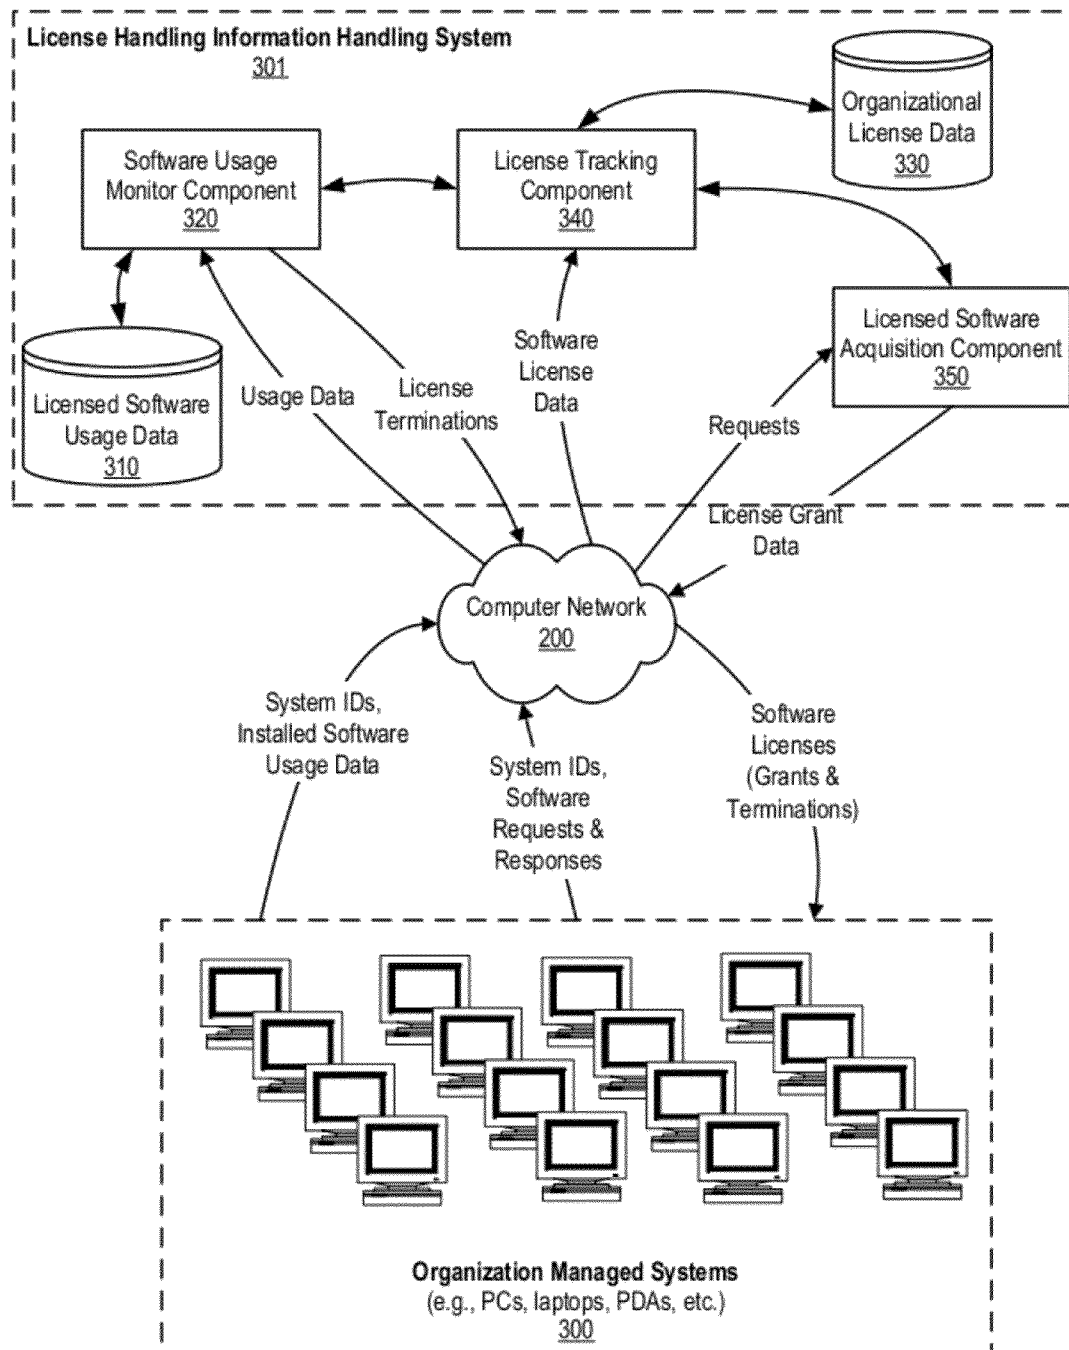 License Handling Information Handling System
301
Organizational
License Data
330
Software Usage
Monitor Component
320
License Tracking
Component
340
Licensed Software
Acquisition Component
350
Licensed Software
Usage Data
310
Usage Data
License
Terminations
Software
License
Data
Requests
License Grant
Data
Computer Network
200
System IDs,
Installed Software
Usage Data
System IDs,
Software
Requests &
Responses
Software
Licenses
(Grants &
Terminations)
Organization Managed Systems
(e.g., PCs, laptops, PDAs, etc.)
300